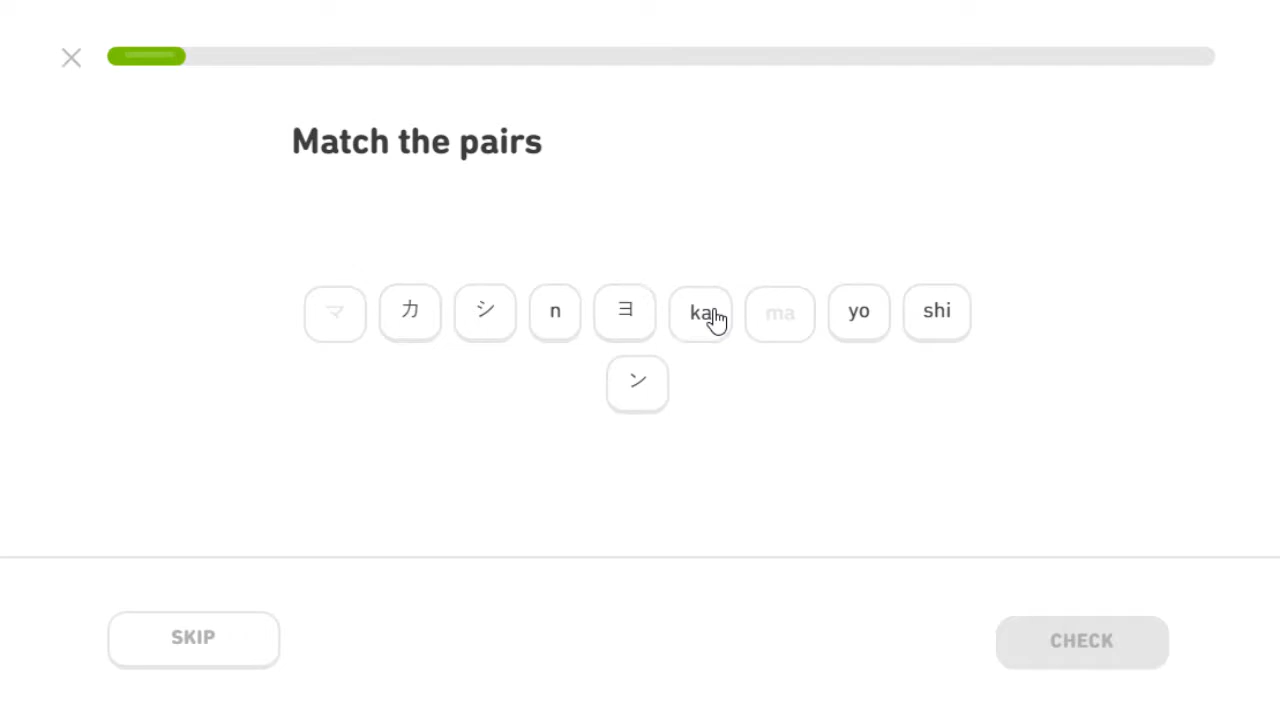 Match the pairs
マ カ シ n ヨ ka ma yo shi
ン
SKIP CHECK